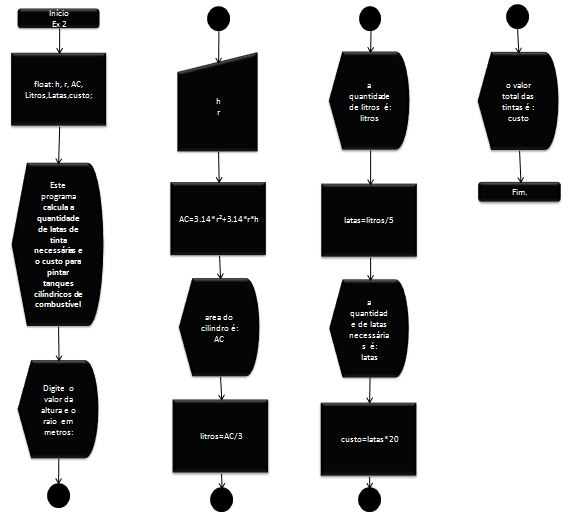 Início
Ex 2
float: h, r, AC,
Litros,Latas,custo;
Este
programa
calcula a
quantidade
de latas de
tinta
necessárias e
o custo para
pintar
tanques
cilíndricos de
combustível
Digite o
valor da
altura e o
raio em
metros:
h
r
AC=3.14*r²+3.14*r*h
area do
cilindro é:
AC
litros=AC/3
a
quantidade
de litros é:
litros
latas=litros/5
a
quantidad
e de latas
necessária
s é:
latas
custo=latas*20
o valor
total das
tintas é :
custo
Fim.